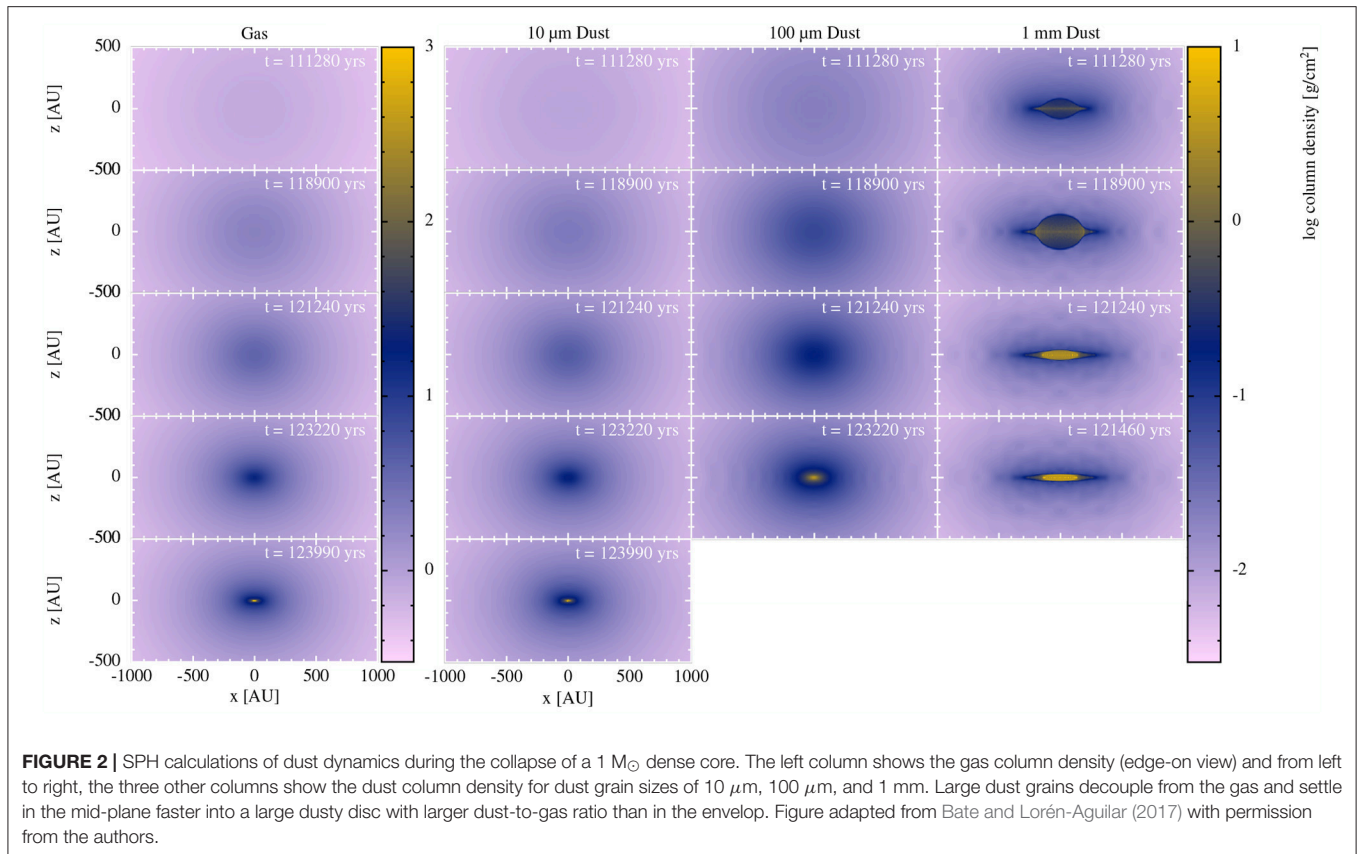 Gas 10 μm Dust 100 μm Dust 1 mm Dust
500 t = 111280 yrs 3 t = 111280 yrs t = 111280 yrs t = 111280 yrs 1
z [AU] 0 log column density [g/cm²]
-500 t = 118900 yrs t = 118900 yrs t = 118900 yrs t = 118900 yrs
z [AU] 0 2 0
-500 t = 121240 yrs t = 121240 yrs t = 121240 yrs t = 121240 yrs
z [AU] 0
-500 1 -1
t = 123220 yrs t = 123220 yrs t = 123220 yrs t = 121460 yrs
z [AU] 0
-500 t = 123990 yrs 0 t = 123990 yrs -2
z [AU] 0
-500
-1000 -500 0 500 1000 -1000 -500 0 500 1000
x [AU] x [AU]
FIGURE 2 | SPH calculations of dust dynamics during the collapse of a 1 M⊙ dense core. The left column shows the gas column density (edge-on view) and from left
to right, the three other columns show the dust column density for dust grain sizes of 10 μm, 100 μm, and 1 mm. Large dust grains decouple from the gas and settle
in the mid-plane faster into a large dusty disc with larger dust-to-gas ratio than in the envelop. Figure adapted from Bate and Lorén-Aguilar (2017) with permission
from the authors.